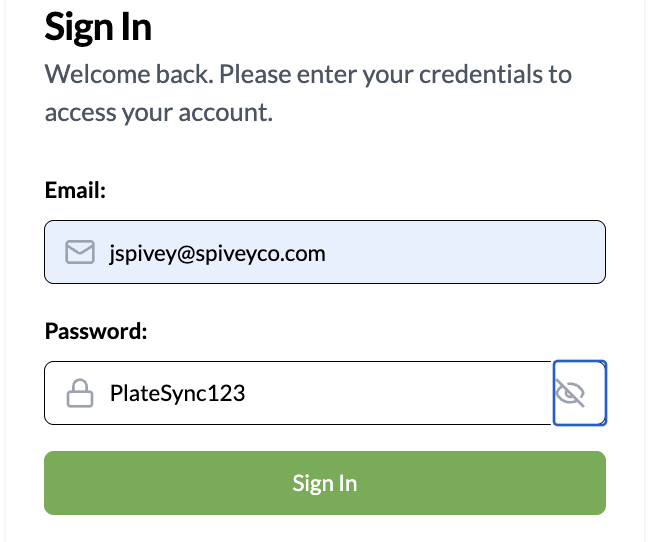 Sign In
Welcome back. Please enter your credentials to
access your account.
Email:
jspivey@spiveyco.com
Password:
PlateSync123
Sign In